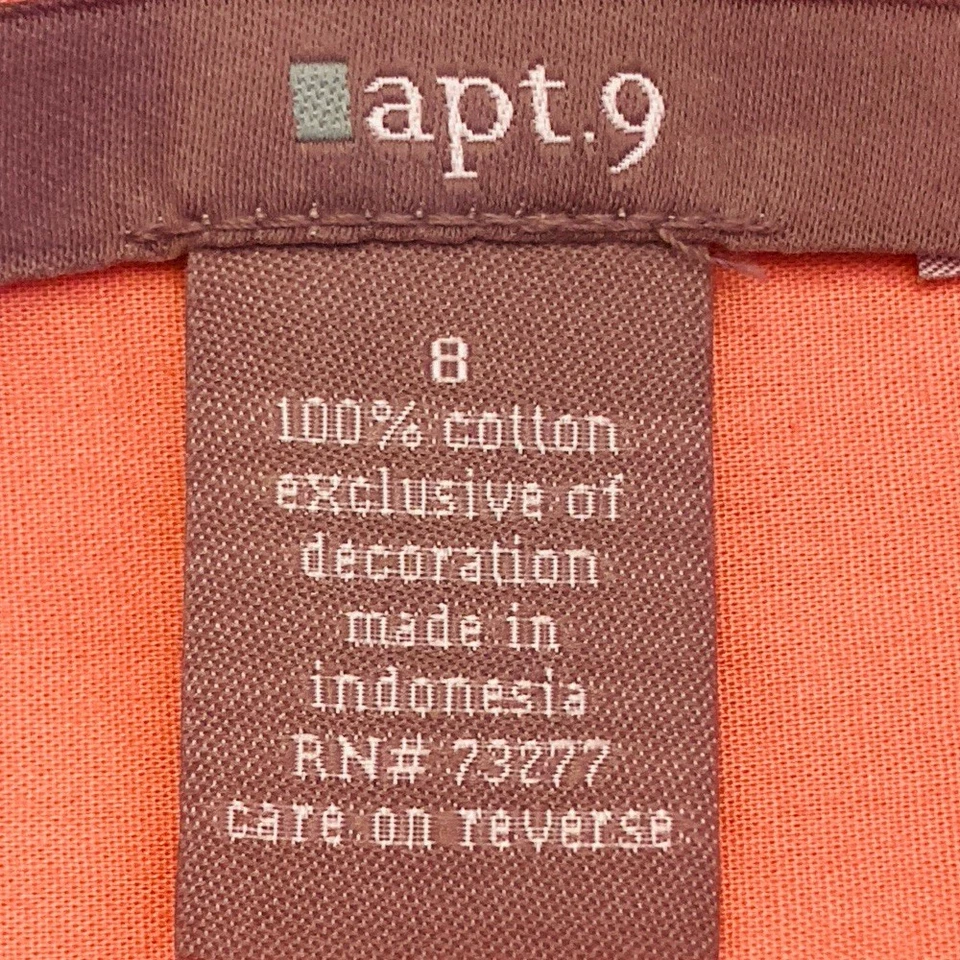 apt.9
8
100% cotton
exclusive of
decoration
made in
indonesia
RN# 73277
care on reverse